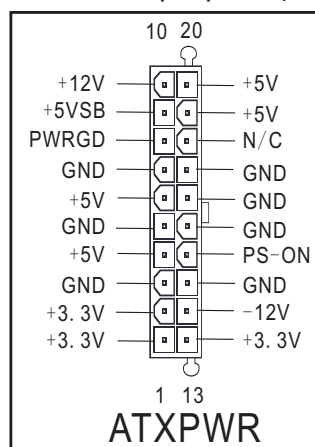 10 20
+12V +5V
+5VSB +5V
PWRGD N/C
GND GND
+5V GND
GND GND
+5V PS-ON
GND GND
+3.3V -12V
+3.3V +3.3V
1 13
ATXPWR